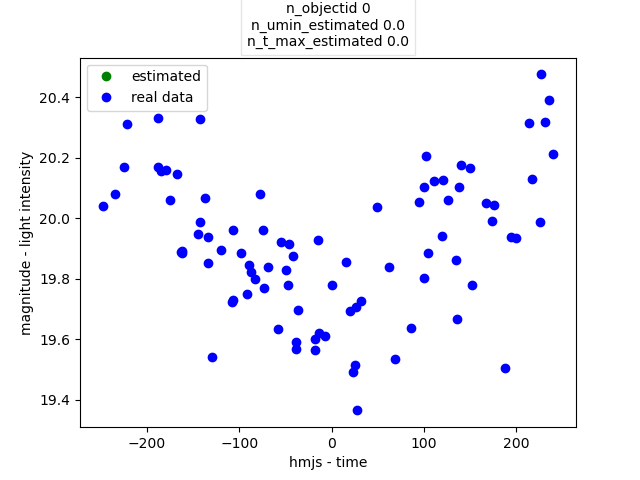 n_objectid 0
n_umin_estimated 0.0
n_t_max_estimated 0.0
estimated
real data
20.4
20.2
20.0
19.8
19.6
19.4
magnitude - light intensity
−200
−100
0
100
200
hmjs - time